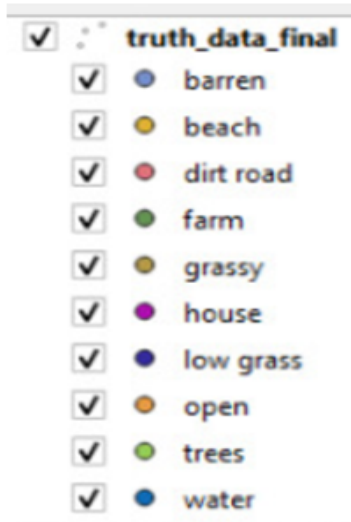 truth_data_final
barren
beach
dirt road
farm
grassy
house
low grass
open
trees
water